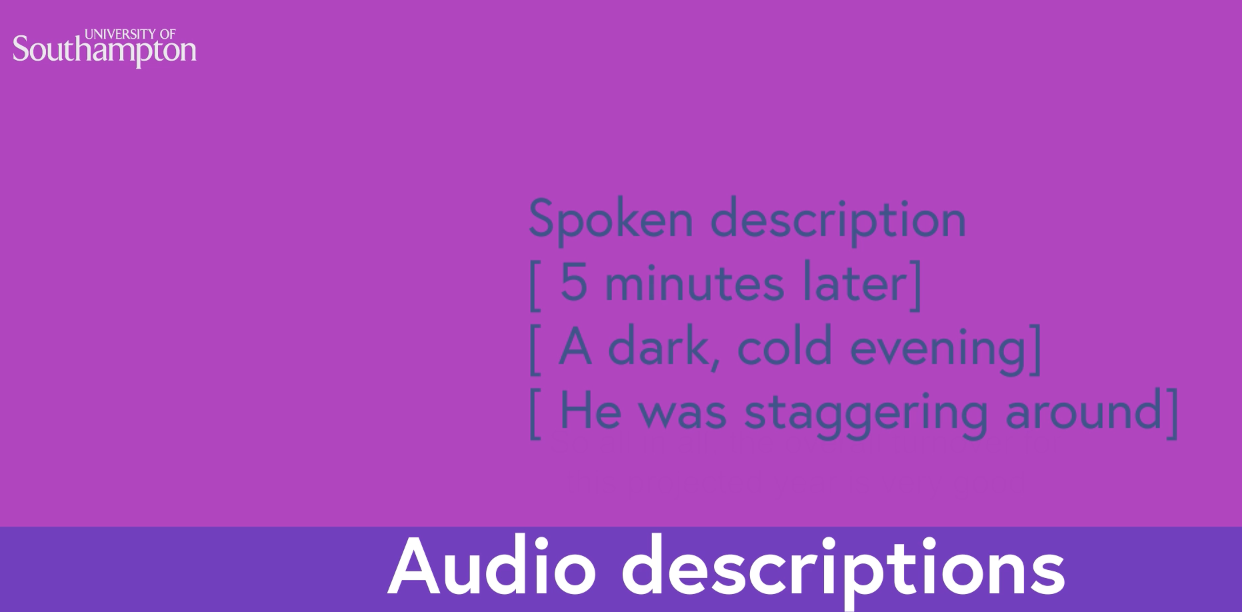 UNIVERSITY OF
Southampton
Spoken description
[ 5 minutes later]
[ A dark, cold evening]
[ He was staggering around]
Audio descriptions